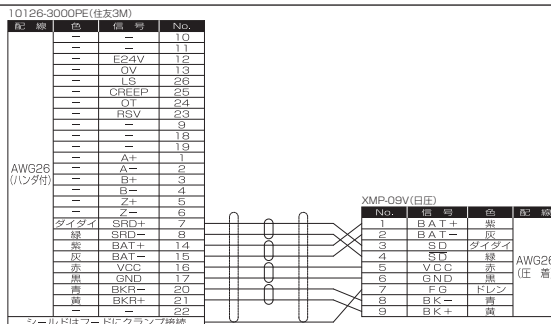 10126-3000PE(住友3M)
配 線 色 信 号 No.
－ － 10
－ － 11
－ E24V 12
－ 0V 13
－ LS 26
－ CREEP 25
－ OT 24
－ RSV 23
－ － 9
－ － 18
－ － 19
－ A+ 1
AWG26 － A− 2
(ハンダ付) － B+ 3
－ B− 4
－ Z+ 5
－ Z− 6
ダイダイ SRD+ 7
緑 SRD− 8
紫 BAT+ 14
灰 BAT− 15
赤 VCC 16
黒 GND 17
青 BKR− 20
黄 BKR+ 21
－ － 22
シールドはフードにクランプ接続
XMP-09V(日圧)
No. 信 号 色 配 線
1 BAT+ 紫
2 BAT− 灰
3 SD ダイダイ
4 S̅D̅ 緑
AWG26
5 VCC 赤
(圧 着
6 GND 黒
7 FG ドレン
8 BK− 青
9 BK+ 黄